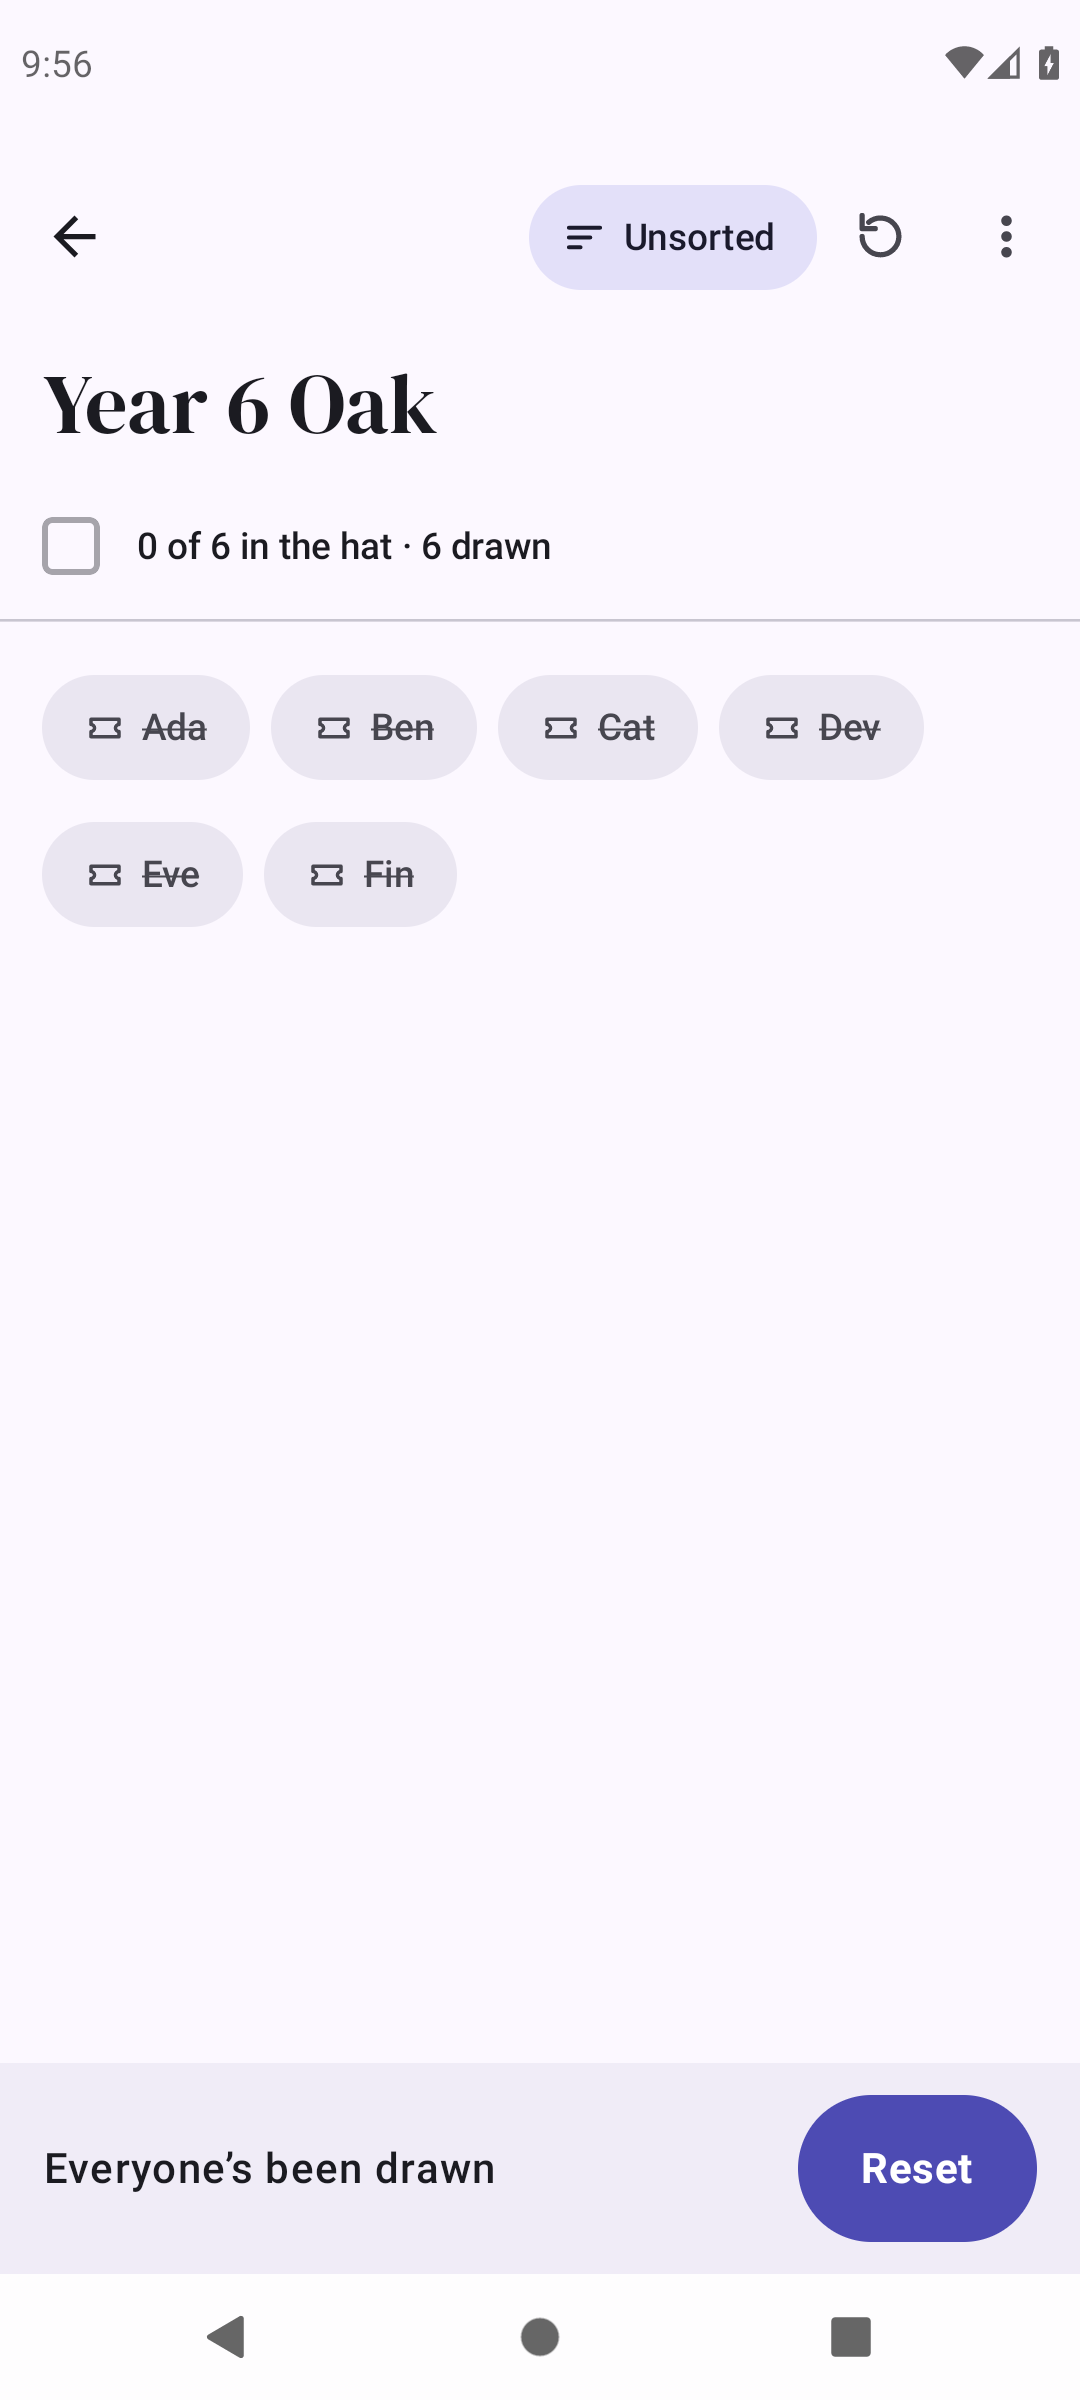 9:56
Unsorted
Year 6 Oak
0 of 6 in the hat · 6 drawn
Ada Ben Cat Dev
Eve Fin
Everyone’s been drawn Reset